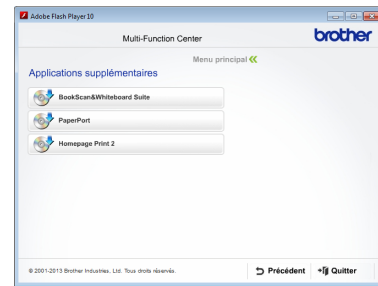 Adobe Flash Player 10
Multi-Function Center
brother
Menu principal
Applications supplémentaires
BookScan&Whiteboard Suite
PaperPort
Homepage Print 2
© 2001-2013 Brother Industries, Ltd. Tous droits réservés.
Précédent
Quitter